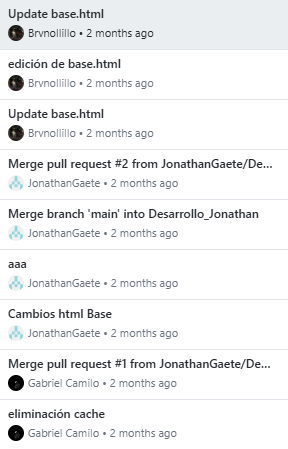 Update base.html
Brvnollillo • 2 months ago
edición de base.html
Brvnollillo • 2 months ago
Update base.html
Brvnollillo • 2 months ago
Merge pull request #2 from JonathanGaete/De...
JonathanGaete • 2 months ago
Merge branch 'main' into Desarrollo_Jonathan
JonathanGaete • 2 months ago
aaa
JonathanGaete • 2 months ago
Cambios html Base
JonathanGaete • 2 months ago
Merge pull request #1 from JonathanGaete/De...
Gabriel Camilo • 2 months ago
eliminación cache
Gabriel Camilo • 2 months ago